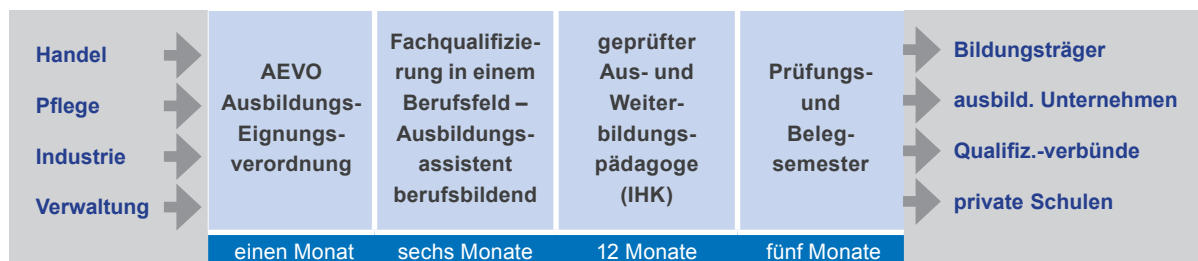 Handel
Pflege
Industrie
Verwaltung
AEVO
Ausbildungs-
Eignungs-
verordnung
einen Monat
Fachqualifizie-
rung in einem
Berufsfeld –
Ausbildungs-
assistent
berufsbildend
sechs Monate
geprüfter
Aus- und
Weiter-
bildungs-
pädagoge
(IHK)
12 Monate
Prüfungs-
und
Beleg-
semester
fünf Monate
Bildungsträger
ausbild. Unternehmen
Qualifiz.-verbünde
private Schulen